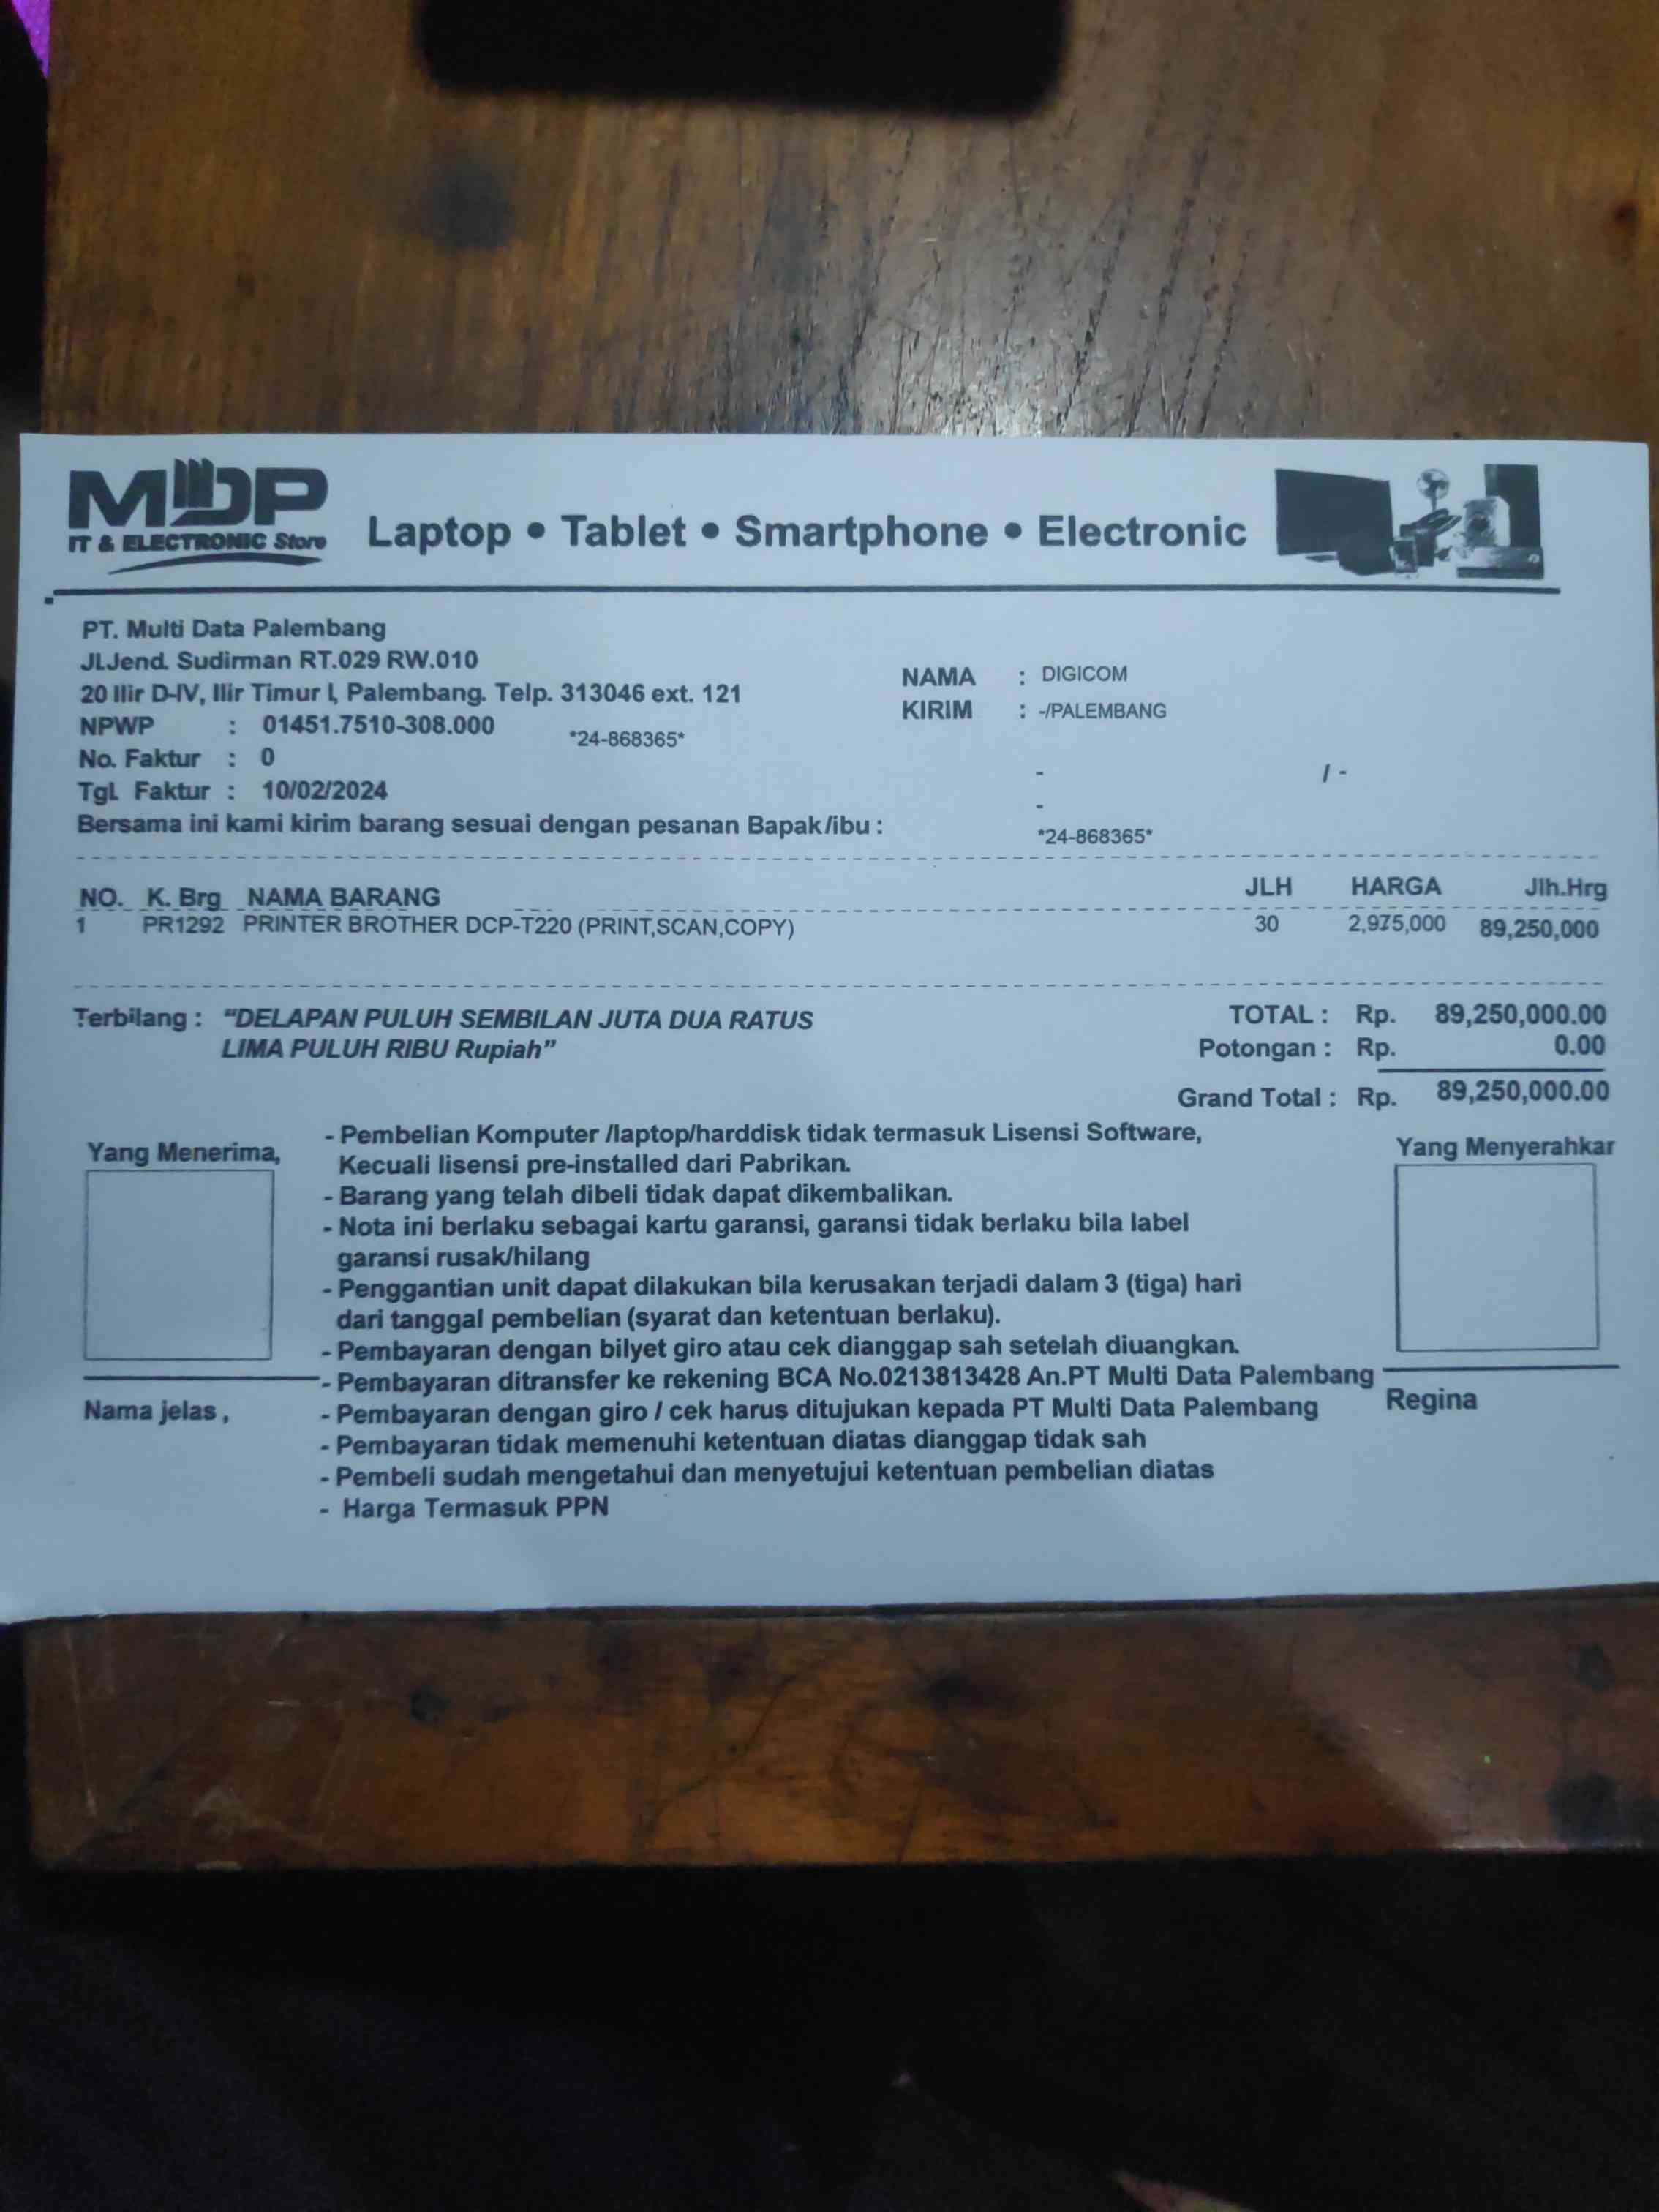 MDP
IT & ELECTRONIC Store
Laptop • Tablet • Smartphone • Electronic
PT. Multi Data Palembang
Jl.Jend. Sudirman RT.029 RW.010
20 Ilir D-IV, Ilir Timur I, Palembang. Telp. 313046 ext. 121
NPWP : 01451.7510-308.000
*24-868365*
No. Faktur : 0
Tgl. Faktur : 10/02/2024
Bersama ini kami kirim barang sesuai dengan pesanan Bapak/ibu :
NAMA : DIGICOM
KIRIM : -/PALEMBANG
- / -
-
*24-868365*
NO. K. Brg NAMA BARANG JLH HARGA Jlh.Hrg
1 PR1292 PRINTER BROTHER DCP-T220 (PRINT,SCAN,COPY) 30 2,975,000 89,250,000
Terbilang : "DELAPAN PULUH SEMBILAN JUTA DUA RATUS
LIMA PULUH RIBU Rupiah"
TOTAL : Rp. 89,250,000.00
Potongan : Rp. 0.00
Grand Total : Rp. 89,250,000.00
Yang Menerima,
Nama jelas ,
- Pembelian Komputer /laptop/harddisk tidak termasuk Lisensi Software,
Kecuali lisensi pre-installed dari Pabrikan.
- Barang yang telah dibeli tidak dapat dikembalikan.
- Nota ini berlaku sebagai kartu garansi, garansi tidak berlaku bila label
garansi rusak/hilang
- Penggantian unit dapat dilakukan bila kerusakan terjadi dalam 3 (tiga) hari
dari tanggal pembelian (syarat dan ketentuan berlaku).
- Pembayaran dengan bilyet giro atau cek dianggap sah setelah diuangkan.
- Pembayaran ditransfer ke rekening BCA No.0213813428 An.PT Multi Data Palembang
- Pembayaran dengan giro / cek harus ditujukan kepada PT Multi Data Palembang
- Pembayaran tidak memenuhi ketentuan diatas dianggap tidak sah
- Pembeli sudah mengetahui dan menyetujui ketentuan pembelian diatas
- Harga Termasuk PPN
Yang Menyerahkar
Regina